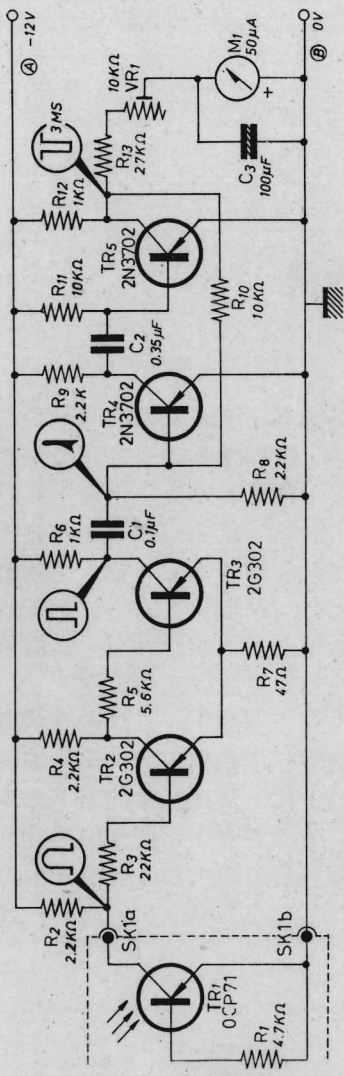 −12V
Ⓐ
R2
2.2KΩ
R4
2.2KΩ
R6
1KΩ
R9
2.2K
R11
10KΩ
R12
1KΩ
3MS
R3
22KΩ
R5
5.6KΩ
C1
0.1µF
C2
0.35µF
R13
27KΩ
10KΩ
VR1
SK1a
TR1
OCP71
TR2
2G302
TR3
2G302
TR4
2N3702
TR5
2N3702
R10
10KΩ
C3
100µF
M1
50µA
+
R1
4.7KΩ
SK1b
R7
47Ω
R8
2.2KΩ
Ⓑ
0V